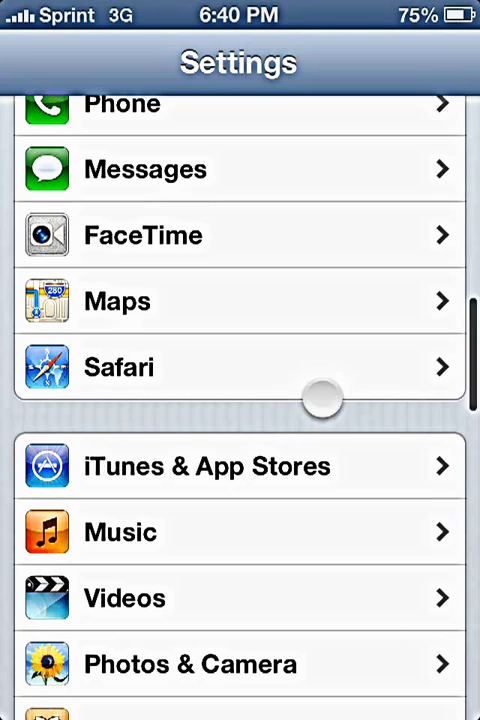 Sprint 3G 6:40 PM 75%
Settings
Phone
Messages
FaceTime
280
Maps
Safari
iTunes & App Stores
Music
Videos
Photos & Camera